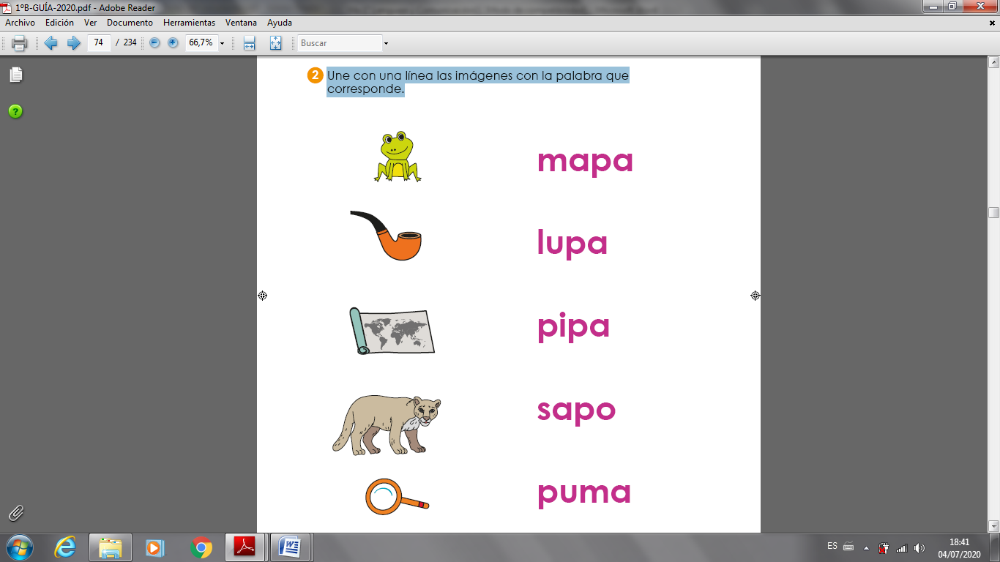 1ºB-GUÍA-2020.pdf - Adobe Reader
Archivo Edición Ver Documento Herramientas Ventana Ayuda
74 / 234 66,7% Buscar
2 Une con una línea las imágenes con la palabra que
corresponde.
mapa
lupa
pipa
sapo
puma
ES 18:41
04/07/2020